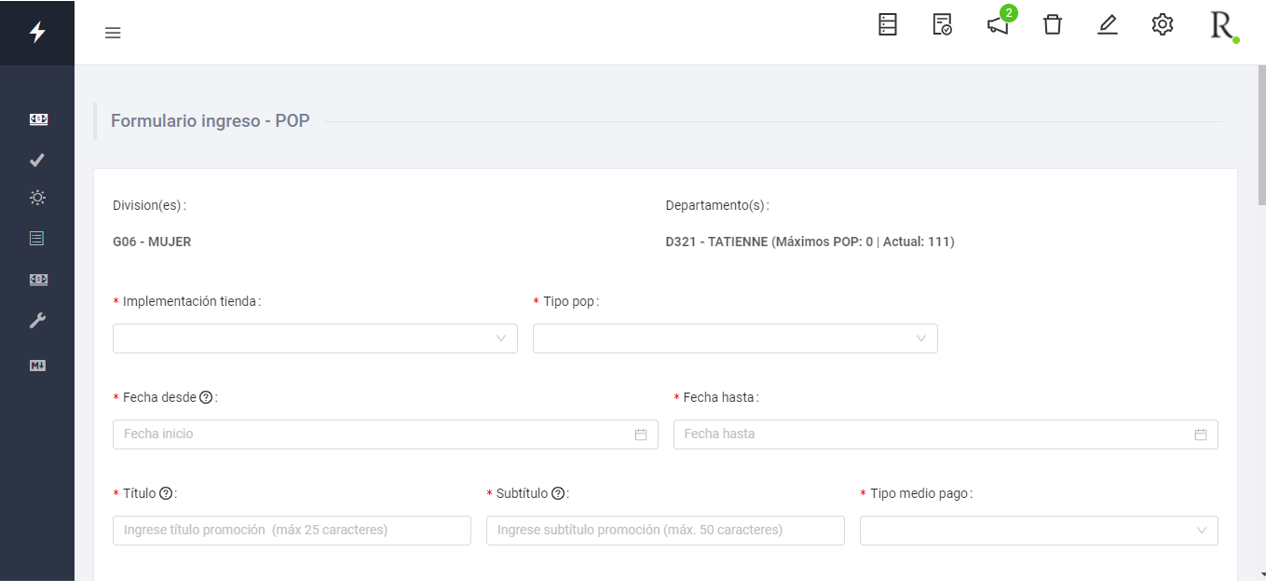 2
R
Formulario ingreso - POP
Division(es):
Departamento(s):
G06 - MUJER
D321 - TATIENNE (Máximos POP: 0 | Actual: 111)
* Implementación tienda:
* Tipo pop:
* Fecha desde ?:
* Fecha hasta:
Fecha inicio
Fecha hasta
* Título ?:
* Subtítulo ?:
* Tipo medio pago:
Ingrese título promoción (máx 25 caracteres)
Ingrese subtítulo promoción (máx. 50 caracteres)
M